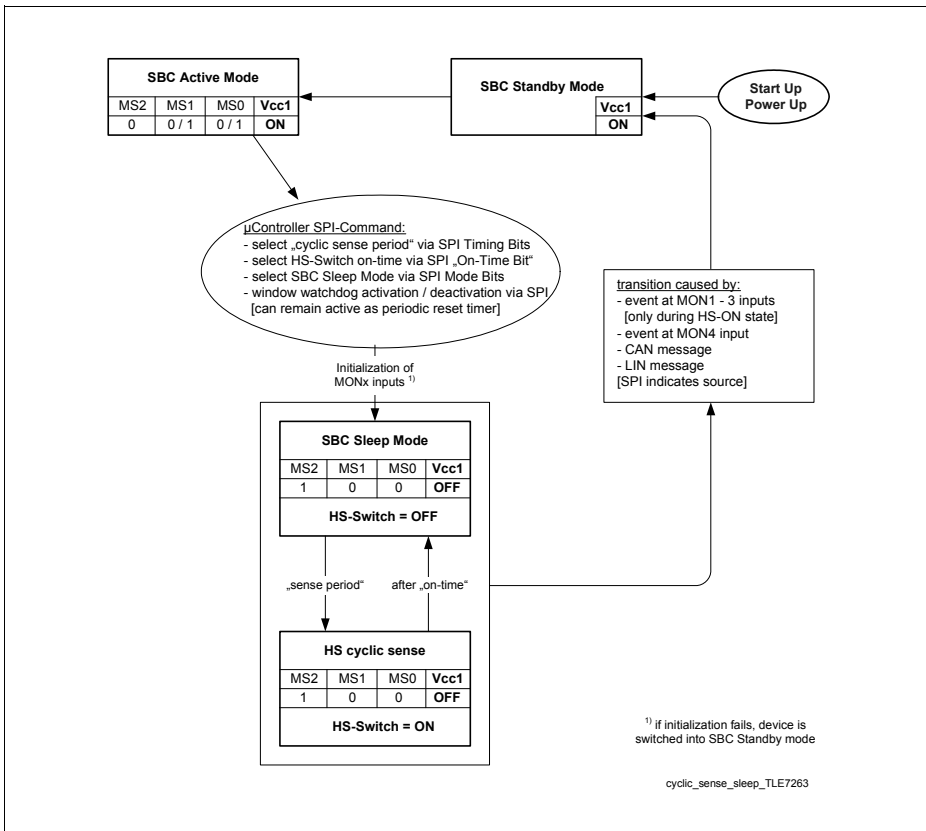 SBC Active Mode
MS2 MS1 MS0 Vcc1
0 0 / 1 0 / 1 ON
SBC Standby Mode
Vcc1
ON
Start Up
Power Up
µController SPI-Command:
- select „cyclic sense period“ via SPI Timing Bits
- select HS-Switch on-time via SPI „On-Time Bit“
- select SBC Sleep Mode via SPI Mode Bits
- window watchdog activation / deactivation via SPI
[can remain active as periodic reset timer]
transition caused by:
- event at MON1 - 3 inputs
[only during HS-ON state]
- event at MON4 input
- CAN message
- LIN message
[SPI indicates source]
Initialization of
MONx inputs 1)
SBC Sleep Mode
MS2 MS1 MS0 Vcc1
1 0 0 OFF
HS-Switch = OFF
„sense period“ after „on-time“
HS cyclic sense
MS2 MS1 MS0 Vcc1
1 0 0 OFF
HS-Switch = ON
1) if initialization fails, device is
switched into SBC Standby mode
cyclic_sense_sleep_TLE7263